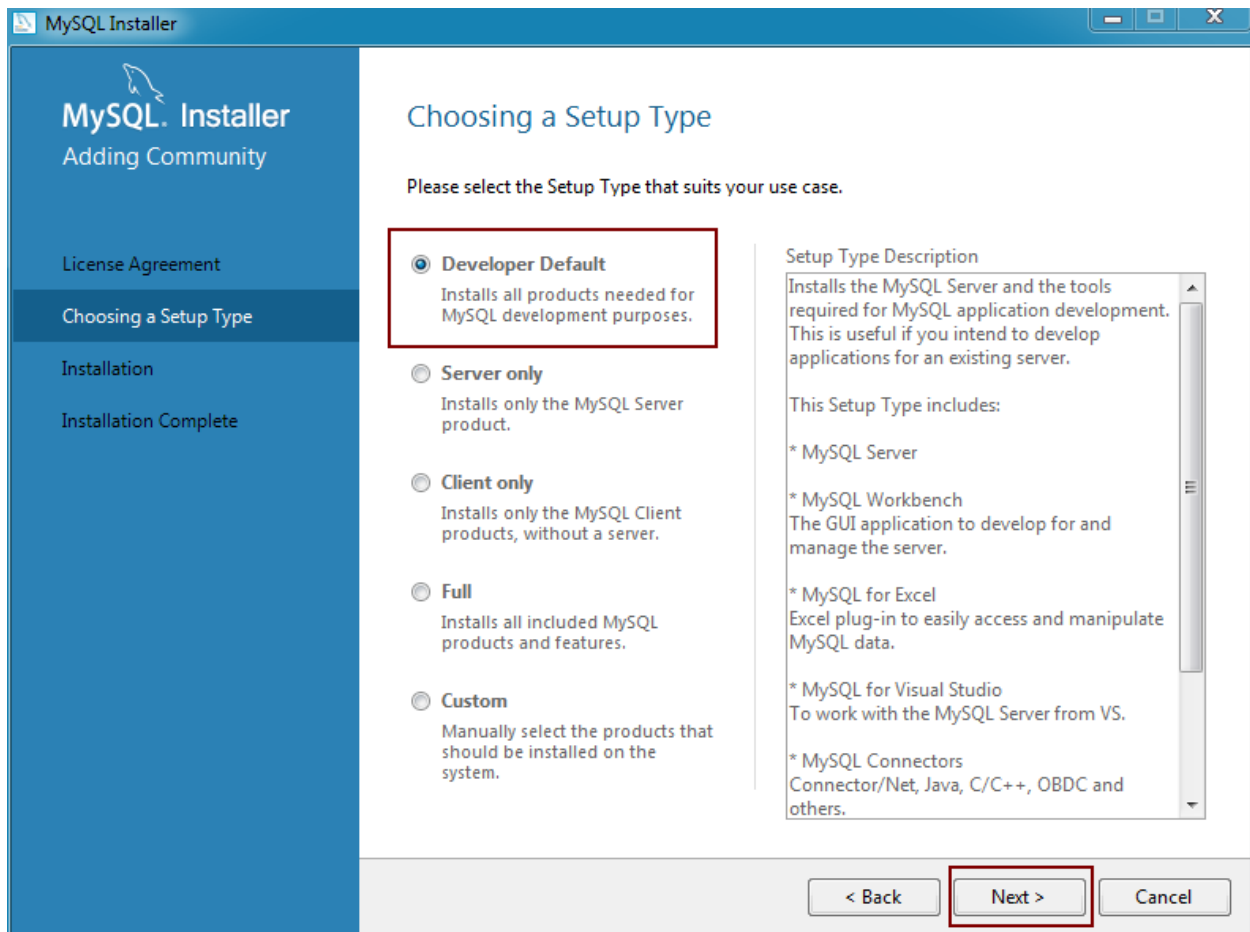 MySQL Installer
MySQL. Installer
Adding Community
License Agreement
Choosing a Setup Type
Installation
Installation Complete
Choosing a Setup Type
Please select the Setup Type that suits your use case.
Developer Default
Installs all products needed for
MySQL development purposes.
Server only
Installs only the MySQL Server
product.
Client only
Installs only the MySQL Client
products, without a server.
Full
Installs all included MySQL
products and features.
Custom
Manually select the products that
should be installed on the
system.
Setup Type Description
Installs the MySQL Server and the tools
required for MySQL application development.
This is useful if you intend to develop
applications for an existing server.
This Setup Type includes:
* MySQL Server
* MySQL Workbench
The GUI application to develop for and
manage the server.
* MySQL for Excel
Excel plug-in to easily access and manipulate
MySQL data.
* MySQL for Visual Studio
To work with the MySQL Server from VS.
* MySQL Connectors
Connector/Net, Java, C/C++, OBDC and
others.
< Back
Next >
Cancel